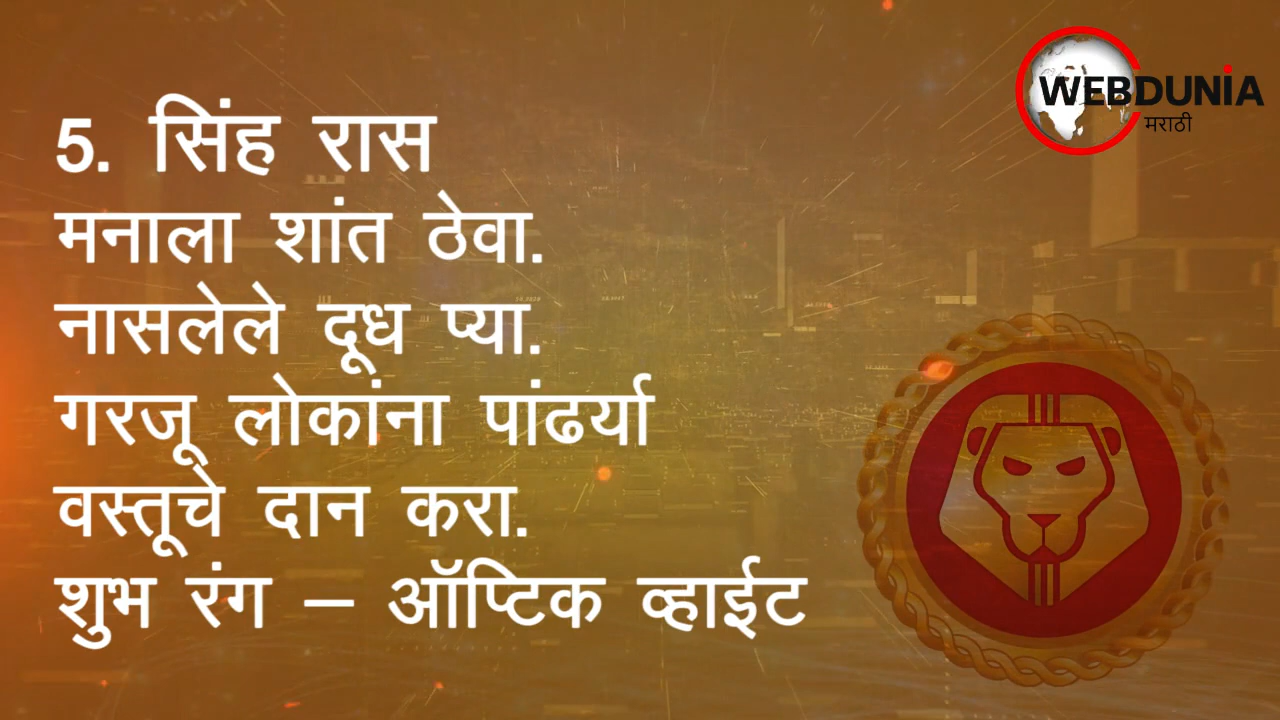 WEBDUNIA
मराठी
5. सिंह रास
मनाला शांत ठेवा.
नासलेले दूध प्या.
गरजू लोकांना पांढर्या
वस्तूचे दान करा.
शुभ रंग – ऑप्टिक व्हाईट